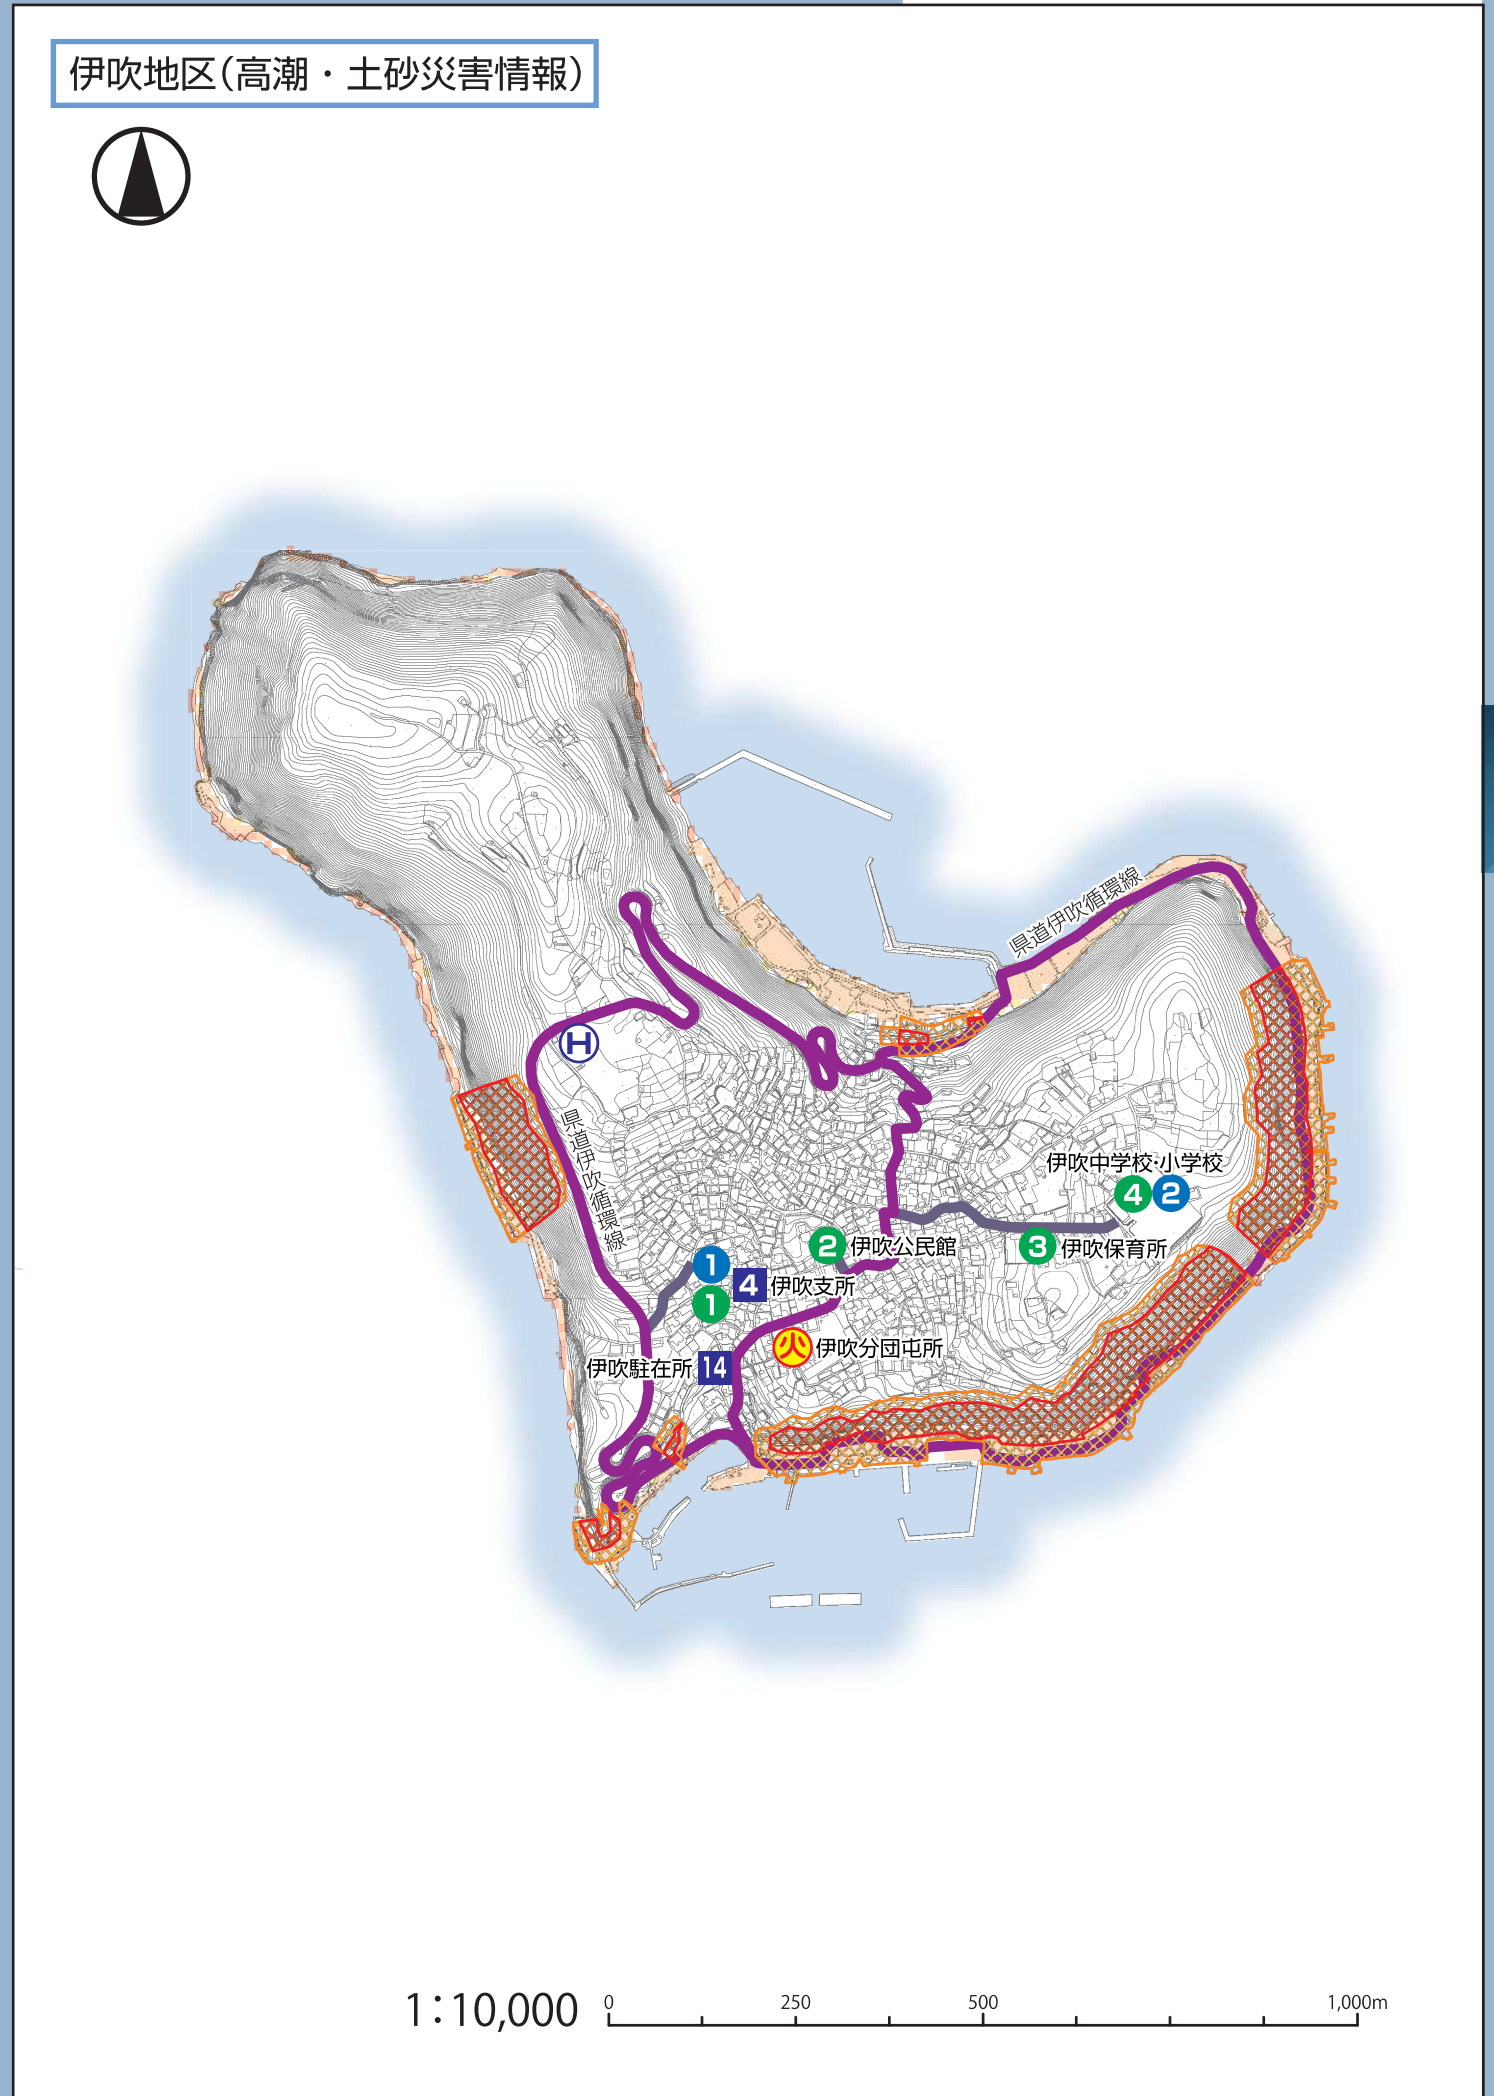 伊吹地区(高潮・土砂災害情報)
県道伊吹循環線
H
県道伊吹循環線
伊吹中学校・小学校
4 2
2 伊吹公民館
3 伊吹保育所
1
4 伊吹支所
1
火 伊吹分団屯所
伊吹駐在所 14
1:10,000
0 250 500 1,000m